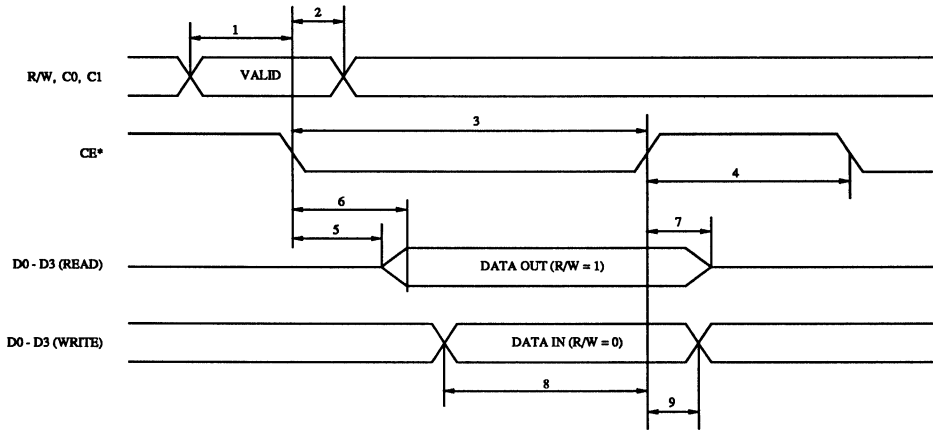 1
2
R/W, C0, C1
VALID
3
CE*
4
6
5
7
D0 - D3 (READ)
DATA OUT (R/W = 1)
D0 - D3 (WRITE)
DATA IN (R/W = 0)
8
9